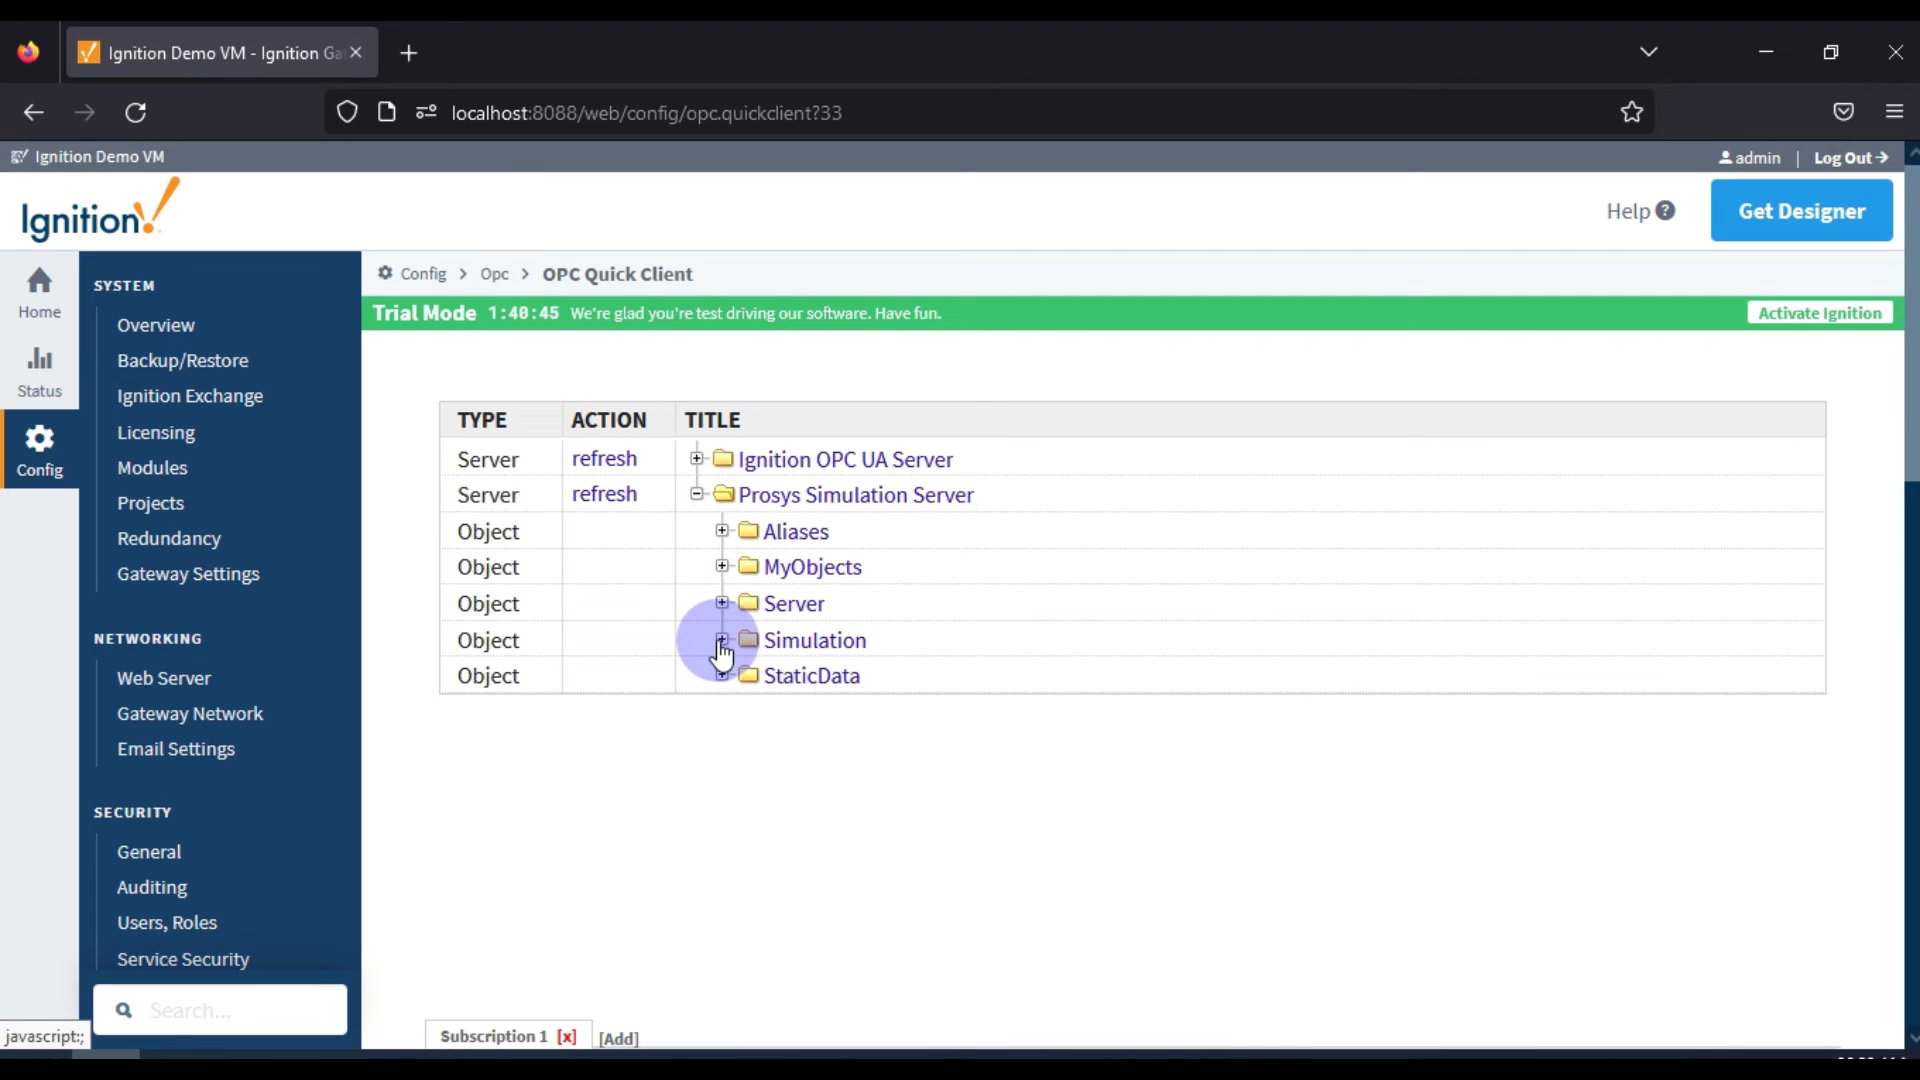 Ignition Demo VM - Ignition Ga
localhost:8088/web/config/opc.quickclient?33
Ignition Demo VM
admin | Log Out
Ignition!
Help ?
Get Designer
Home
Status
Config
SYSTEM
Overview
Backup/Restore
Ignition Exchange
Licensing
Modules
Projects
Redundancy
Gateway Settings
NETWORKING
Web Server
Gateway Network
Email Settings
SECURITY
General
Auditing
Users, Roles
Service Security
Search...
javascript:;
Config > Opc > OPC Quick Client
Trial Mode 1:40:45 We're glad you're test driving our software. Have fun.
Activate Ignition
TYPE ACTION TITLE
Server refresh Ignition OPC UA Server
Server refresh Prosys Simulation Server
Object Aliases
Object MyObjects
Object Server
Object Simulation
Object StaticData
Subscription 1 [x] [Add]